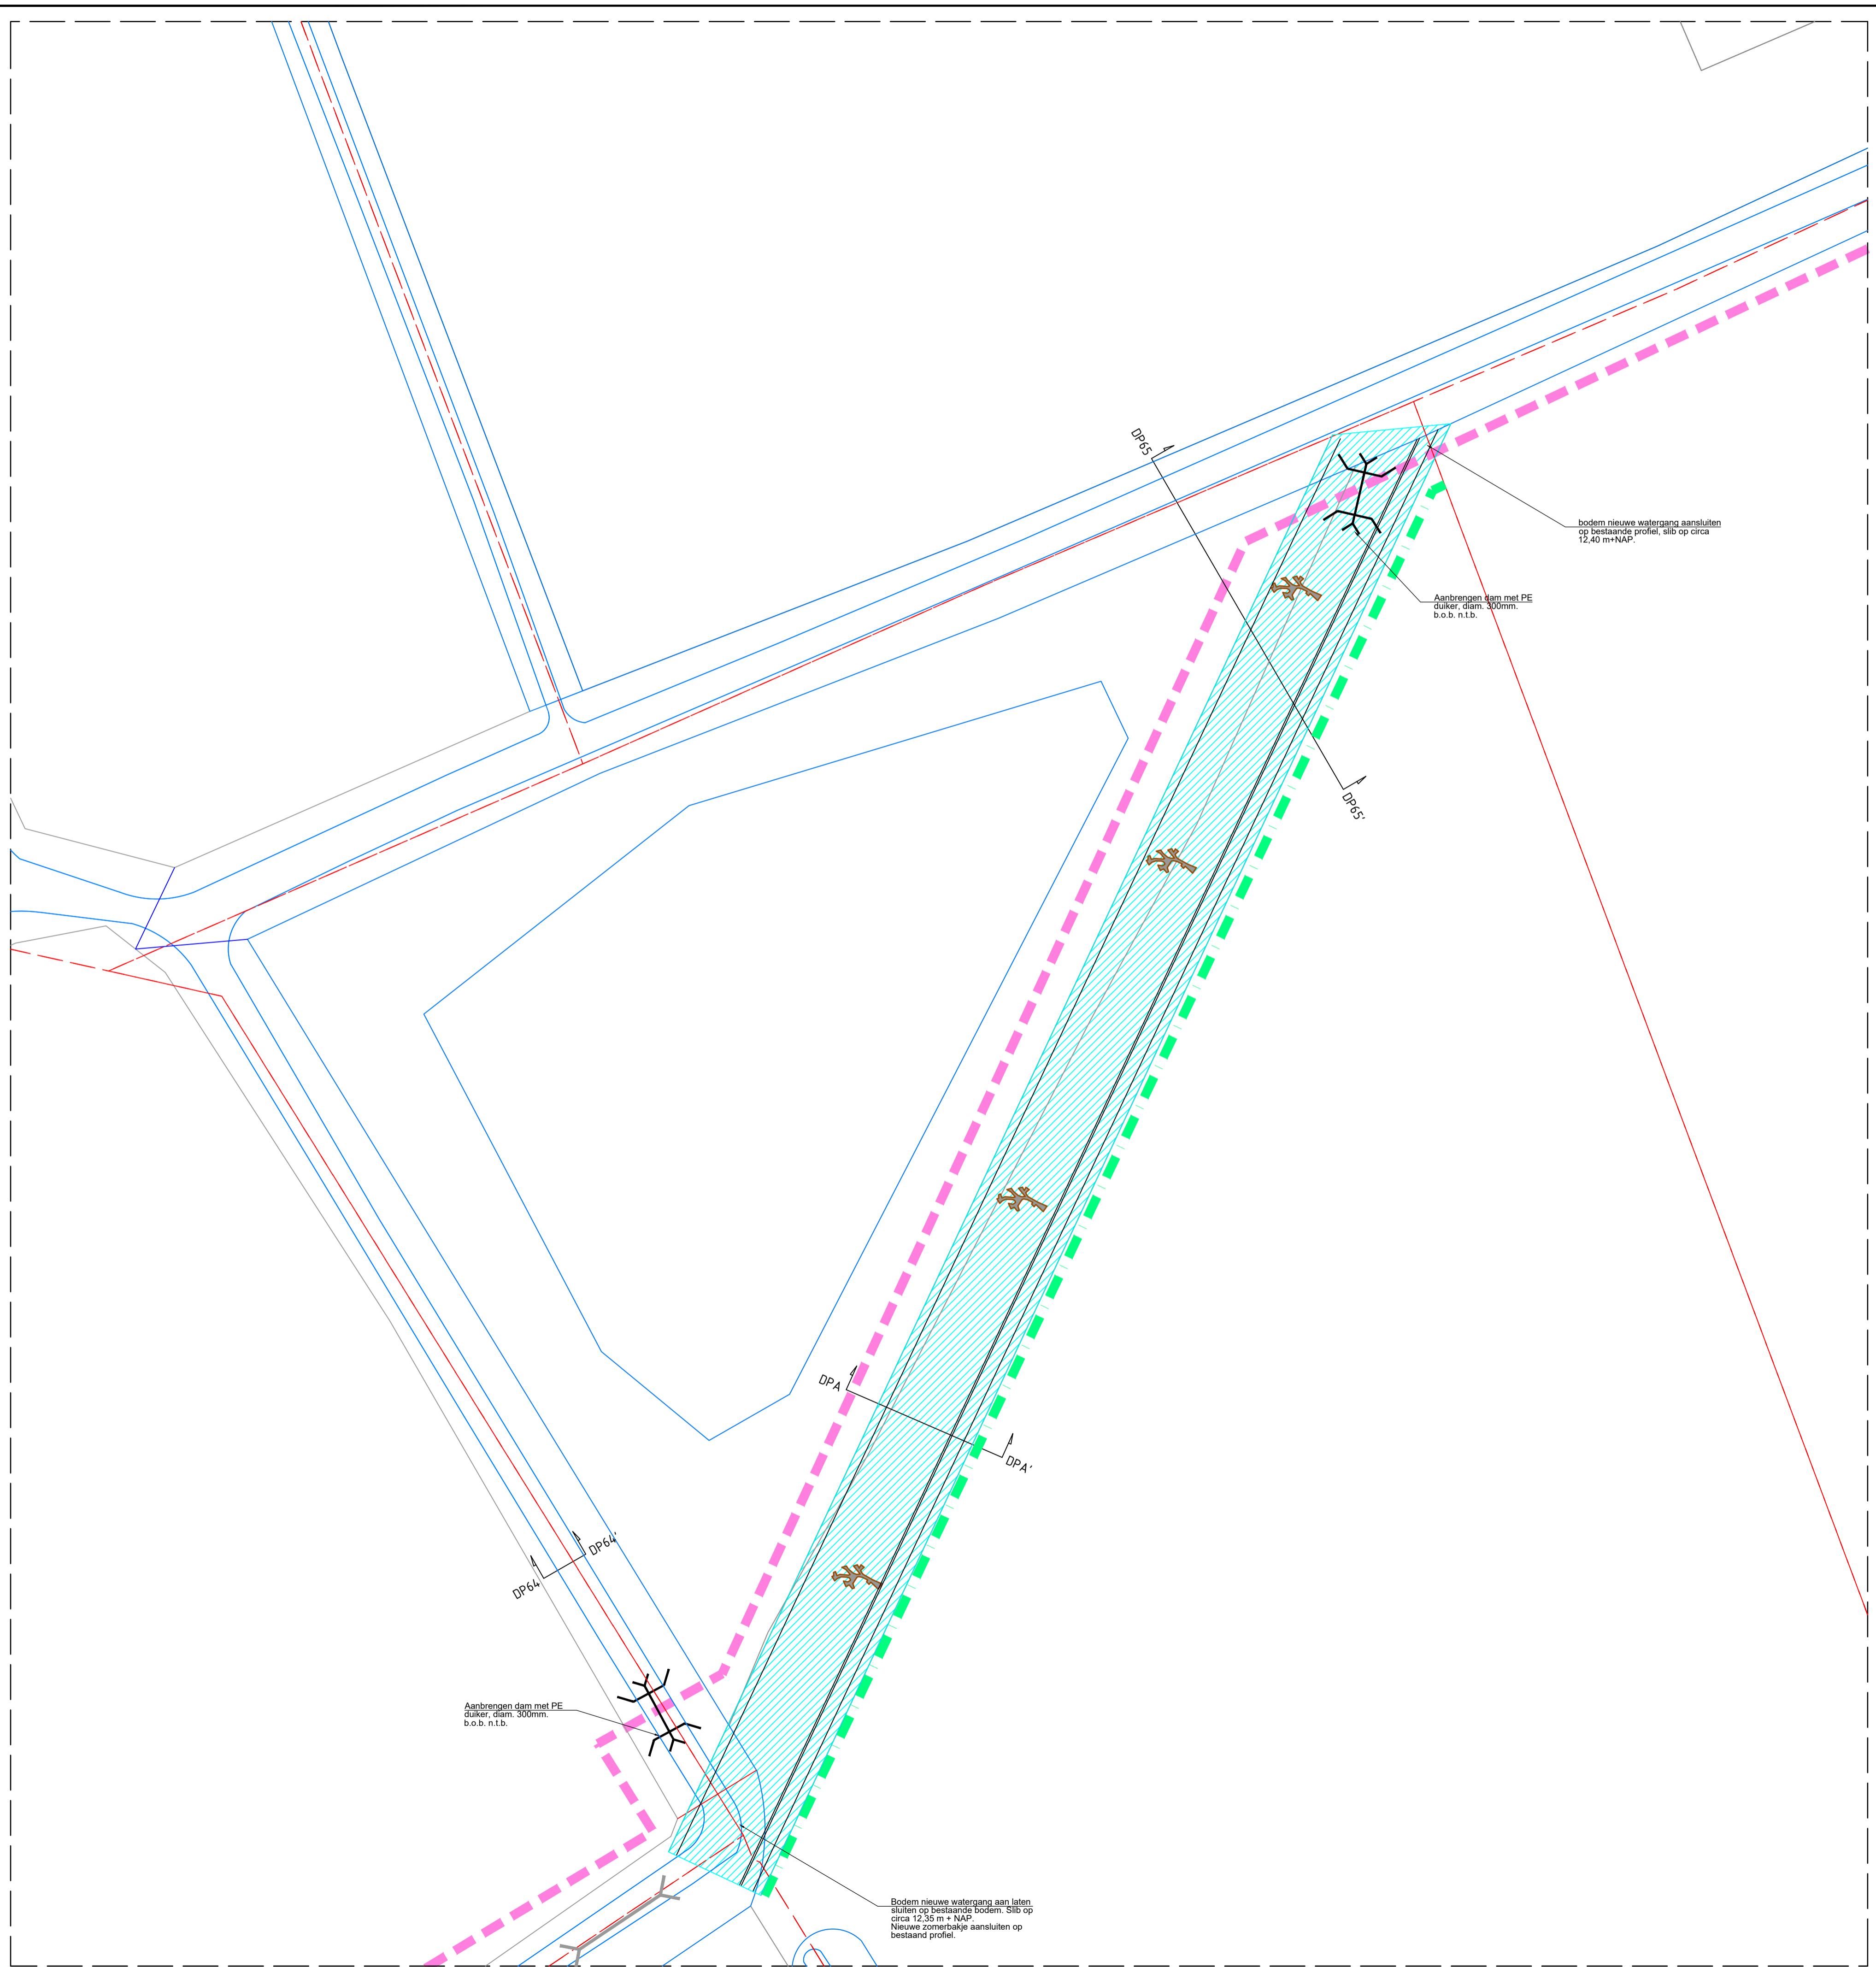 DP65
bodem nieuwe watergang aansluiten
op bestaande profiel, slib op circa
12,40 m+NAP.
Aanbrengen dam met PE
duiker, diam. 300mm.
b.o.b. n.t.b.
DP65'
DPA
DPA'
DP64'
DP64
Aanbrengen dam met PE
duiker, diam. 300mm.
b.o.b. n.t.b.
Bodem nieuwe watergang aan laten
sluiten op bestaande bodem. Slib op
circa 12,35 m + NAP.
Nieuwe zomerbakje aansluiten op
bestaand profiel.